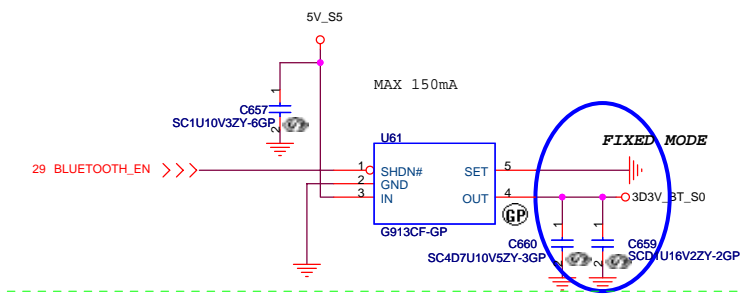 5V_S5
MAX 150mA
1
C657
SC1U10V3ZY-6GP
2
U61
FIXED MODE
29 BLUETOOTH_EN
1 SHDN# SET 5
2 GND
3 IN OUT 4
3D3V_BT_S0
G913CF-GP
GP
1
C660
SC4D7U10V5ZY-3GP
2
1
C659
SCD1U16V2ZY-2GP
2